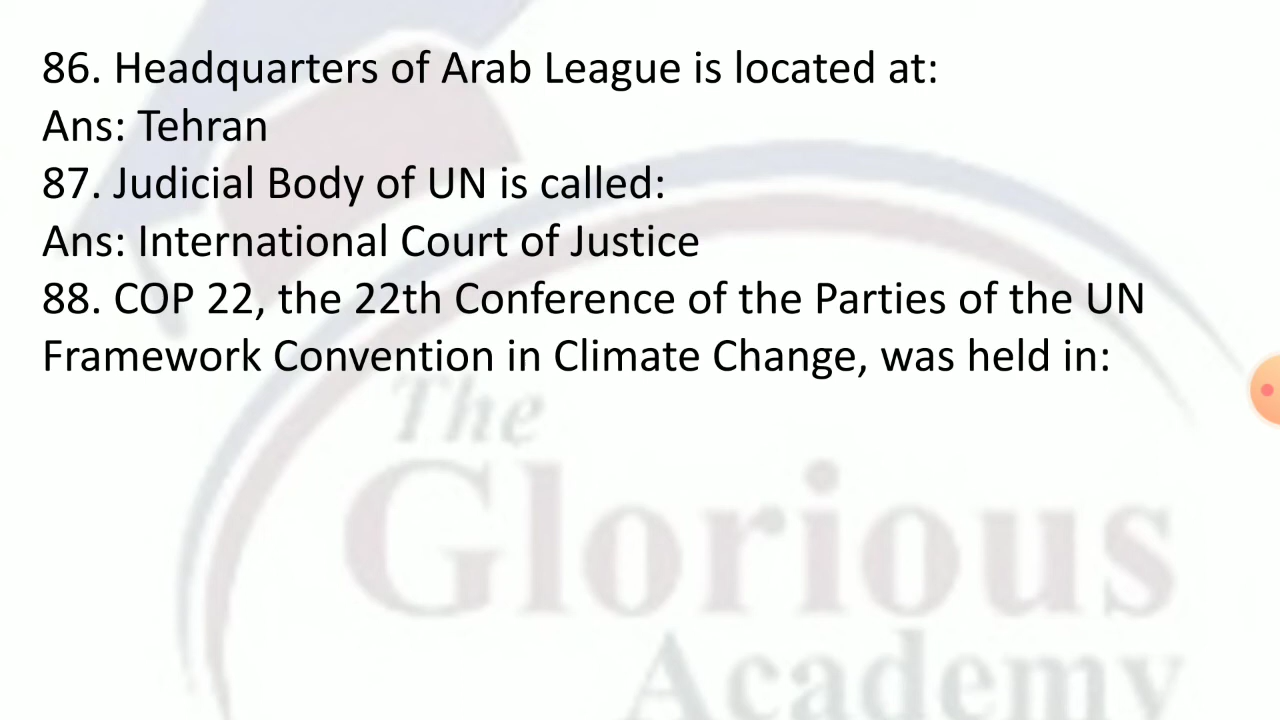 86. Headquarters of Arab League is located at:
Ans: Tehran
87. Judicial Body of UN is called:
Ans: International Court of Justice
88. COP 22, the 22th Conference of the Parties of the UN
Framework Convention in Climate Change, was held in:
The
Glorious
Academy